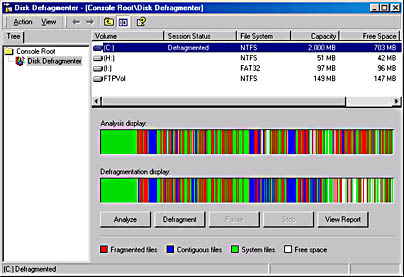 Disk Defragmenter - [Console Root\Disk Defragmenter]
Action View
Tree
Console Root
Disk Defragmenter
Volume Session Status File System Capacity Free Space
(C:) Defragmented NTFS 2,000 MB 703 MB
(H:) NTFS 51 MB 42 MB
(I:) FAT32 97 MB 96 MB
FTPVol NTFS 149 MB 147 MB
Analysis display:
Defragmentation display:
Analyze Defragment Pause Stop View Report
Fragmented files Contiguous files System files Free space
(C:) Defragmented